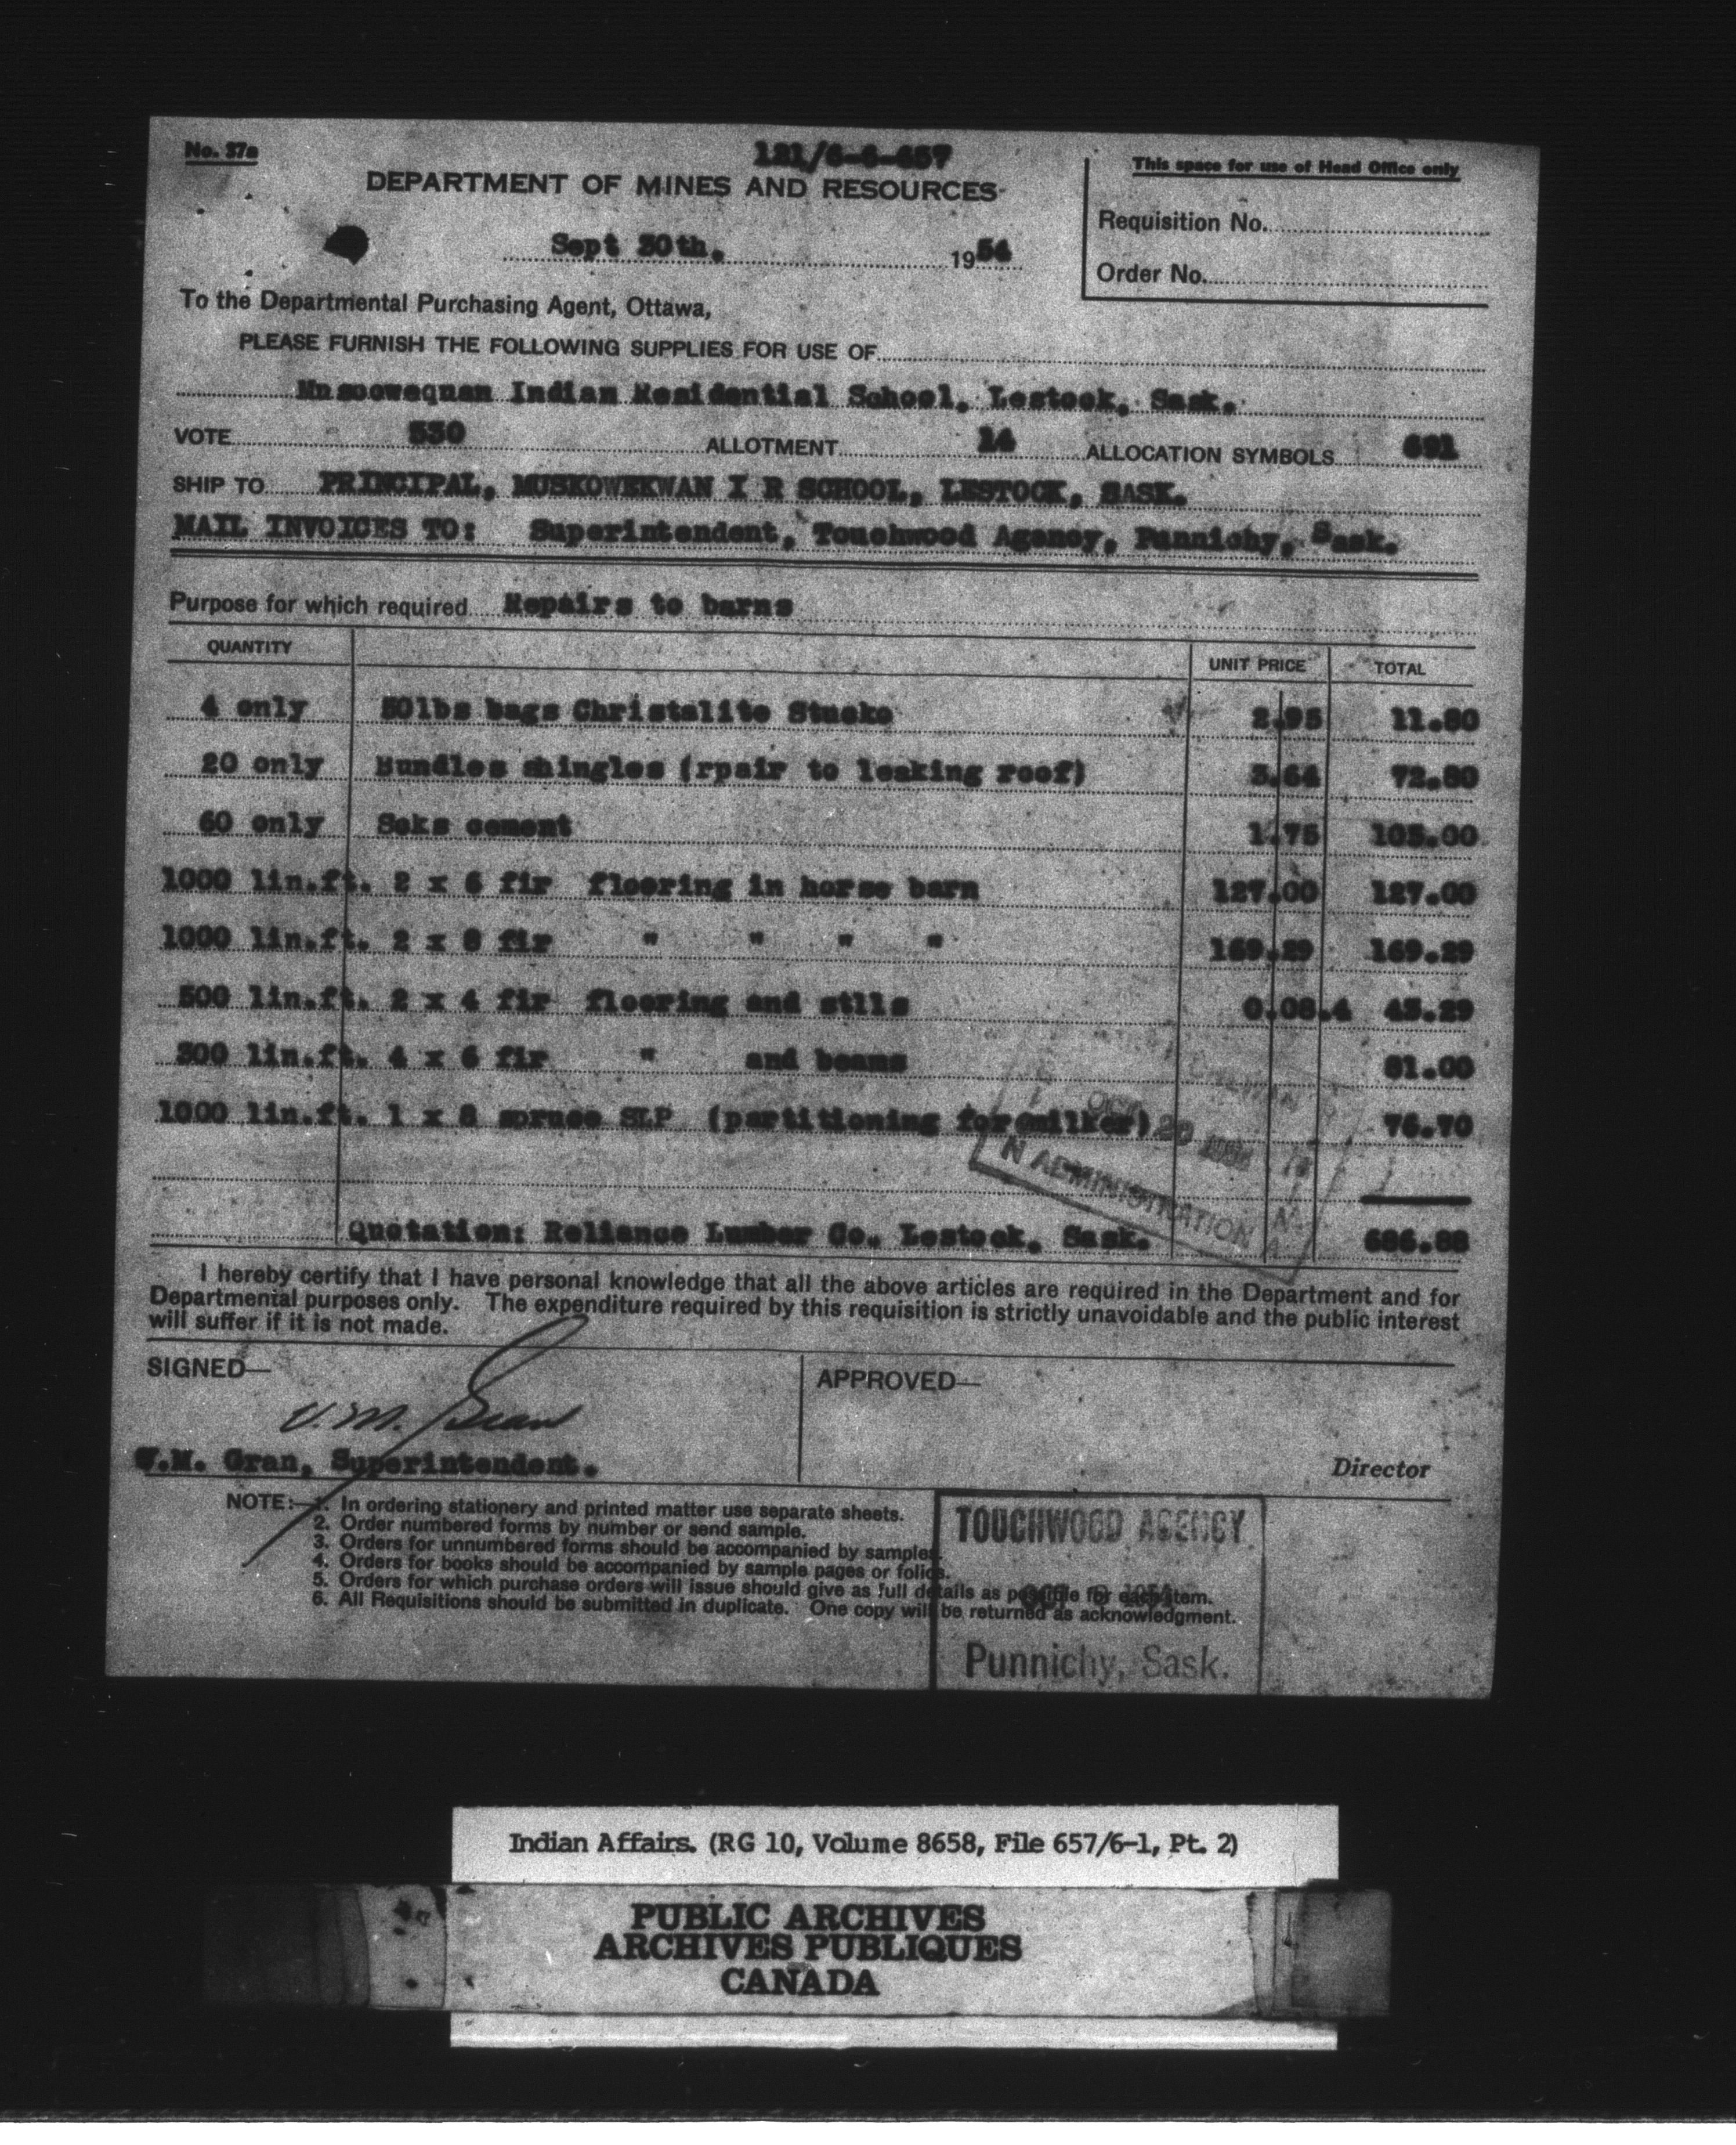 No. 37a
121/6-6-657
DEPARTMENT OF MINES AND RESOURCES
This space for use of Head Office only
Requisition No.
Order No.
Sept 30th, 1954
To the Departmental Purchasing Agent, Ottawa,
PLEASE FURNISH THE FOLLOWING SUPPLIES FOR USE OF
Muscowequan Indian Residential School, Lestock, Sask.
VOTE 530 ALLOTMENT 14 ALLOCATION SYMBOLS 691
SHIP TO PRINCIPAL, MUSKOWEKWAN I R SCHOOL, LESTOCK, SASK.
MAIL INVOICES TO: Superintendent, Touchwood Agency, Punnichy, Sask.
Purpose for which required Repairs to barns
QUANTITY UNIT PRICE TOTAL
4 only 50lbs bags Christalite Stucko 2.95 11.80
20 only Bundles shingles (rpair to leaking roof) 3.64 72.80
60 only Scks cement 1.75 105.00
1000 lin.ft. 2 x 6 fir flooring in horse barn 127.00 127.00
1000 lin.ft. 2 x 8 fir " " " " 169.29 169.29
500 lin.ft. 2 x 4 fir flooring and stlls 0.08.4 43.29
300 lin.ft. 4 x 6 fir " and beams 81.00
1000 lin.ft. 1 x 8 spruce SLP (partitioning for milker) 76.70
OCT 20 1954
N ADMINISTRATION
Quotation: Reliance Lumber Co., Lestock, Sask. 686.88
I hereby certify that I have personal knowledge that all the above articles are required in the Department and for
Departmental purposes only. The expenditure required by this requisition is strictly unavoidable and the public interest
will suffer if it is not made.
SIGNED—
APPROVED—
V.M. Gran
V.M. Gran, Superintendent.
Director
NOTE:—1. In ordering stationery and printed matter use separate sheets.
2. Order numbered forms by number or send sample.
3. Orders for unnumbered forms should be accompanied by samples.
4. Orders for books should be accompanied by sample pages or folios.
5. Orders for which purchase orders will issue should give as full details as possible for each item.
6. All Requisitions should be submitted in duplicate. One copy will be returned as acknowledgment.
TOUCHWOOD AGENCY
Punnichy, Sask.
Indian Affairs. (RG 10, Volume 8658, File 657/6-1, Pt. 2)
PUBLIC ARCHIVES
ARCHIVES PUBLIQUES
CANADA